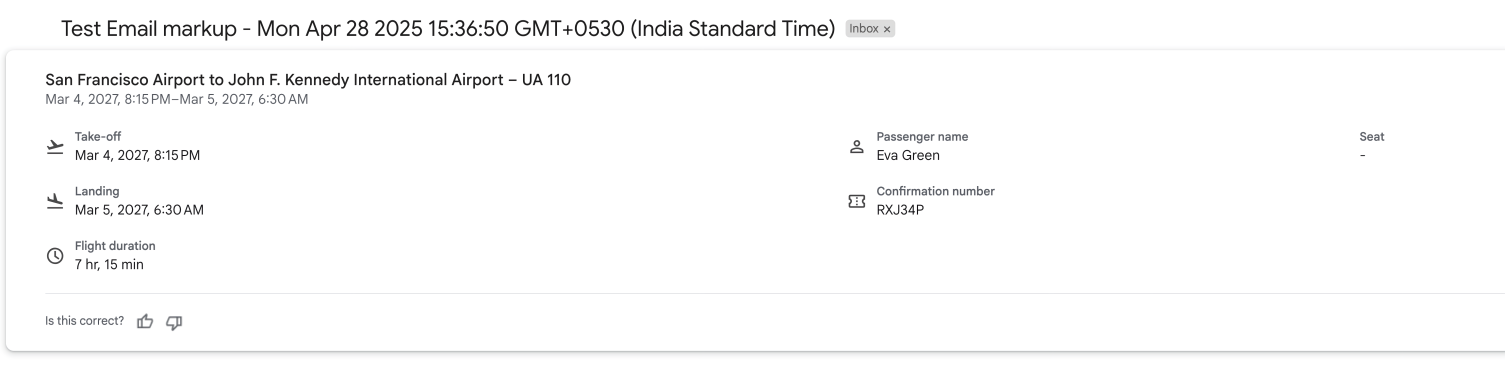 Test Email markup - Mon Apr 28 2025 15:36:50 GMT+0530 (India Standard Time) Inbox ×
San Francisco Airport to John F. Kennedy International Airport – UA 110
Mar 4, 2027, 8:15 PM–Mar 5, 2027, 6:30 AM
Take-off
Mar 4, 2027, 8:15 PM
Passenger name
Eva Green
Seat
-
Landing
Mar 5, 2027, 6:30 AM
Confirmation number
RXJ34P
Flight duration
7 hr, 15 min
Is this correct?